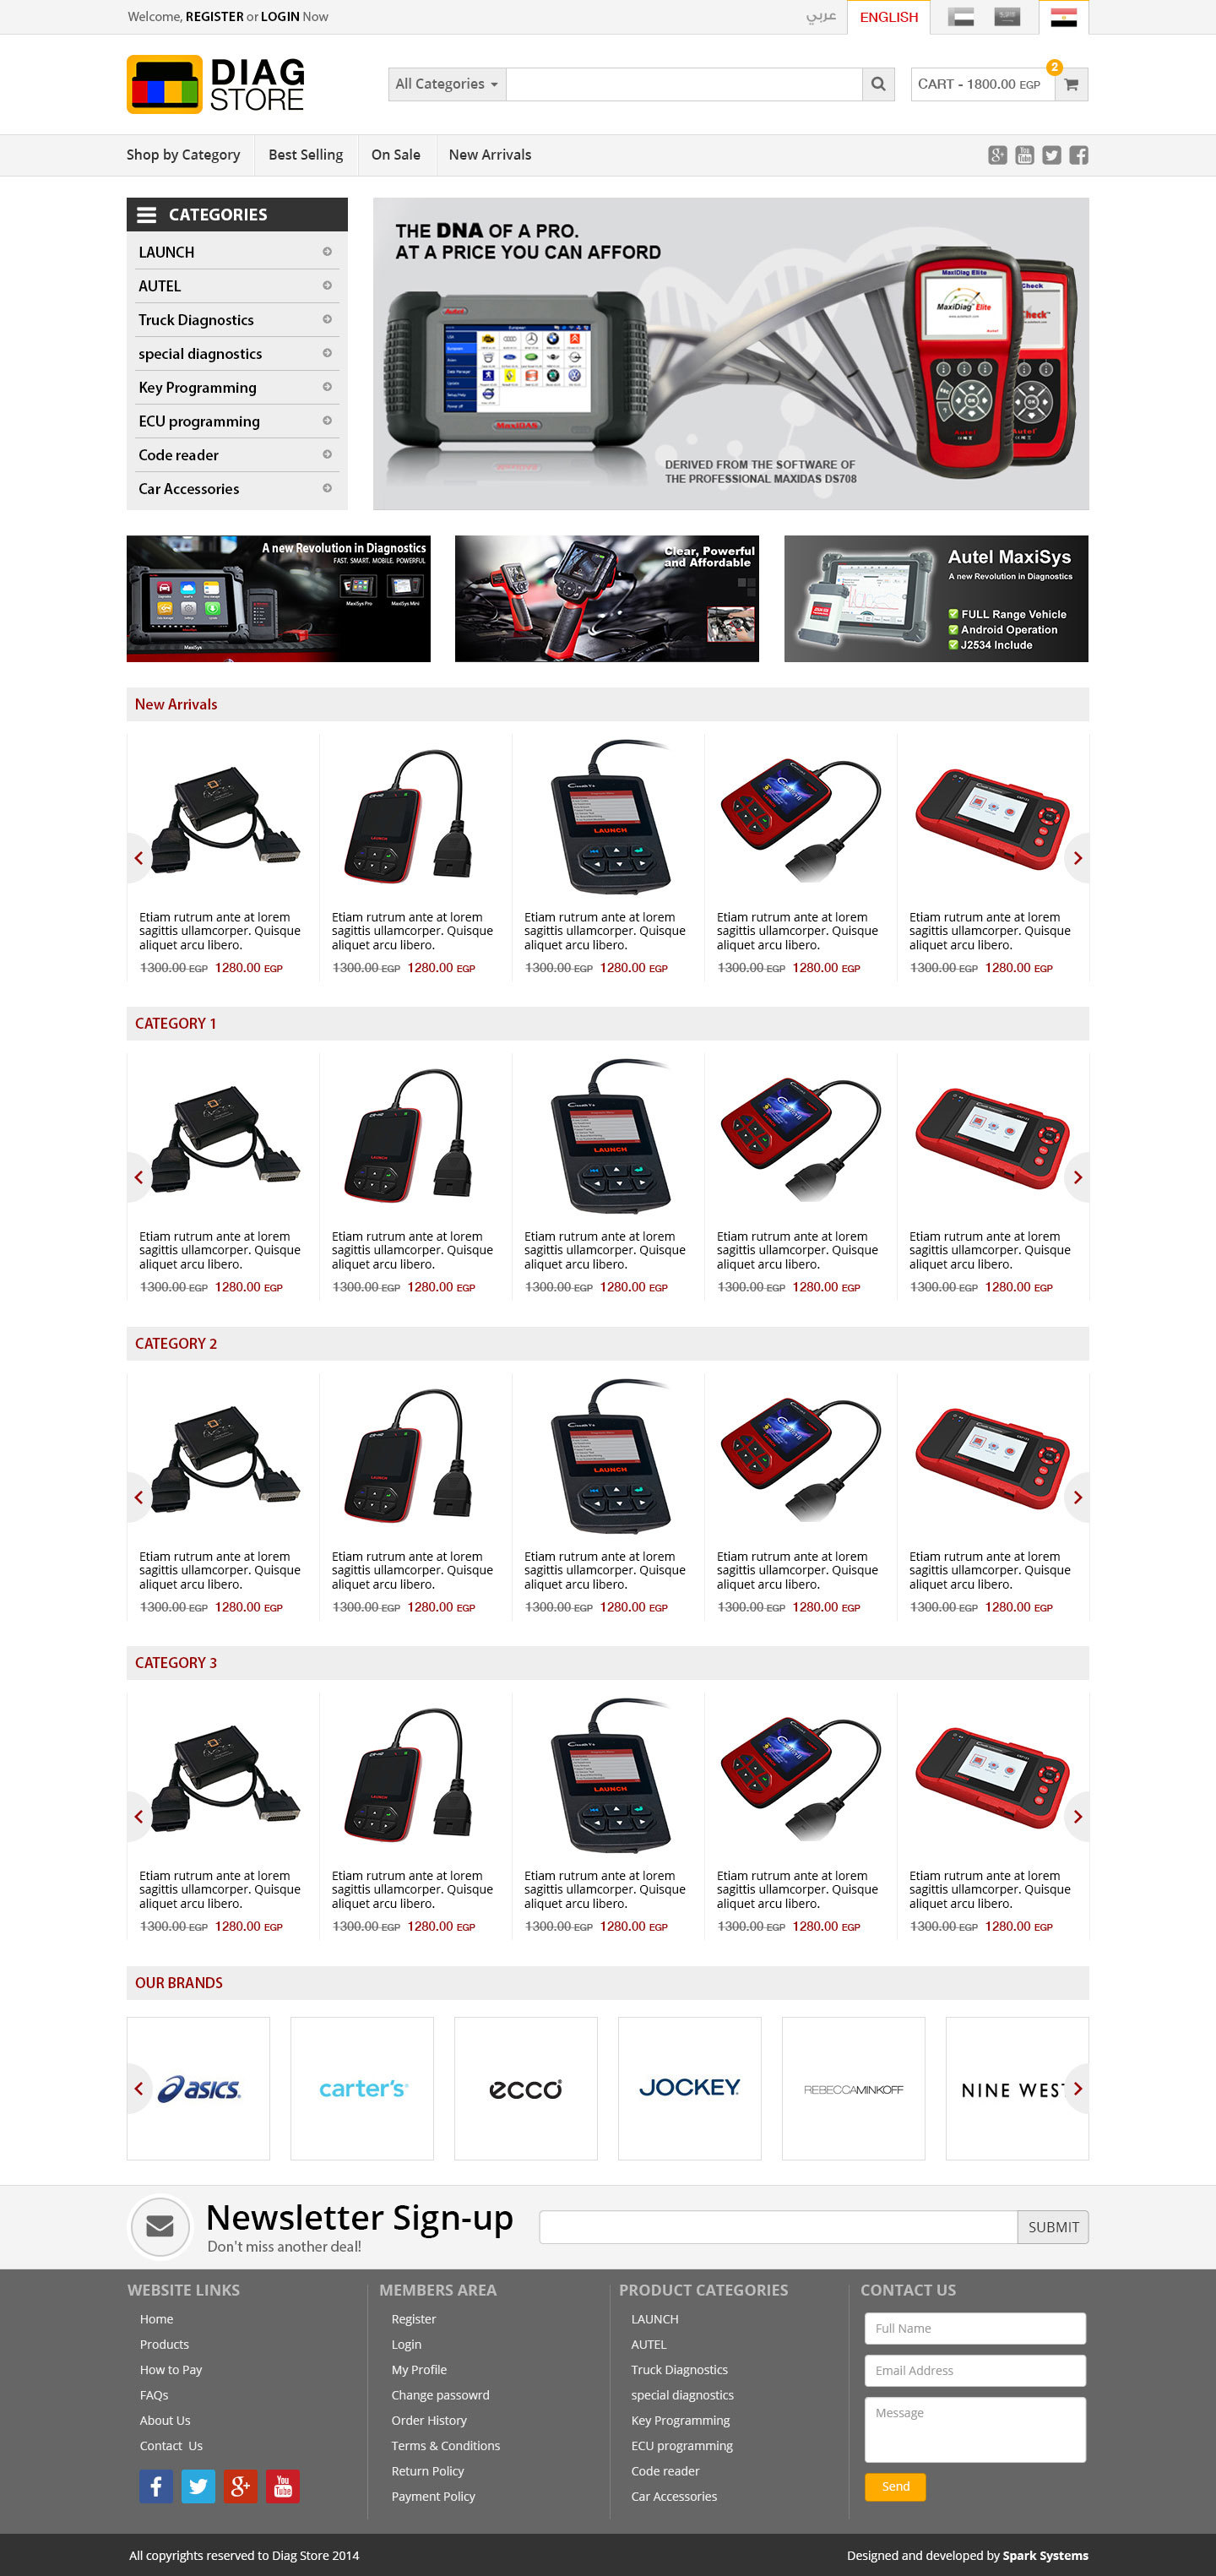 Welcome, REGISTER or LOGIN Now
عربي
ENGLISH
DIAG
STORE
All Categories
2
CART - 1800.00 EGP
Shop by Category
Best Selling
On Sale
New Arrivals
CATEGORIES
LAUNCH
AUTEL
Truck Diagnostics
special diagnostics
Key Programming
ECU programming
Code reader
Car Accessories
THE DNA OF A PRO.
AT A PRICE YOU CAN AFFORD
Autel
MaxiDAS
MaxiDiag Elite
MaxiDiag Elite
Autel
DERIVED FROM THE SOFTWARE OF
THE PROFESSIONAL MAXIDAS DS708
A new Revolution in Diagnostics
FAST. SMART. MOBILE. POWERFUL
MaxiSys Pro
MaxiSys Mini
MaxiSys
Clear, Powerful
and Affordable
Autel MaxiSys
A new Revolution in Diagnostics
FULL Range Vehicle
Android Operation
J2534 Include
New Arrivals
LAUNCH
LAUNCH
Etiam rutrum ante at lorem
sagittis ullamcorper. Quisque
aliquet arcu libero.
1300.00 EGP 1280.00 EGP
Etiam rutrum ante at lorem
sagittis ullamcorper. Quisque
aliquet arcu libero.
1300.00 EGP 1280.00 EGP
Etiam rutrum ante at lorem
sagittis ullamcorper. Quisque
aliquet arcu libero.
1300.00 EGP 1280.00 EGP
Etiam rutrum ante at lorem
sagittis ullamcorper. Quisque
aliquet arcu libero.
1300.00 EGP 1280.00 EGP
Etiam rutrum ante at lorem
sagittis ullamcorper. Quisque
aliquet arcu libero.
1300.00 EGP 1280.00 EGP
CATEGORY 1
LAUNCH
LAUNCH
Etiam rutrum ante at lorem
sagittis ullamcorper. Quisque
aliquet arcu libero.
1300.00 EGP 1280.00 EGP
Etiam rutrum ante at lorem
sagittis ullamcorper. Quisque
aliquet arcu libero.
1300.00 EGP 1280.00 EGP
Etiam rutrum ante at lorem
sagittis ullamcorper. Quisque
aliquet arcu libero.
1300.00 EGP 1280.00 EGP
Etiam rutrum ante at lorem
sagittis ullamcorper. Quisque
aliquet arcu libero.
1300.00 EGP 1280.00 EGP
Etiam rutrum ante at lorem
sagittis ullamcorper. Quisque
aliquet arcu libero.
1300.00 EGP 1280.00 EGP
CATEGORY 2
LAUNCH
LAUNCH
Etiam rutrum ante at lorem
sagittis ullamcorper. Quisque
aliquet arcu libero.
1300.00 EGP 1280.00 EGP
Etiam rutrum ante at lorem
sagittis ullamcorper. Quisque
aliquet arcu libero.
1300.00 EGP 1280.00 EGP
Etiam rutrum ante at lorem
sagittis ullamcorper. Quisque
aliquet arcu libero.
1300.00 EGP 1280.00 EGP
Etiam rutrum ante at lorem
sagittis ullamcorper. Quisque
aliquet arcu libero.
1300.00 EGP 1280.00 EGP
Etiam rutrum ante at lorem
sagittis ullamcorper. Quisque
aliquet arcu libero.
1300.00 EGP 1280.00 EGP
CATEGORY 3
LAUNCH
LAUNCH
Etiam rutrum ante at lorem
sagittis ullamcorper. Quisque
aliquet arcu libero.
1300.00 EGP 1280.00 EGP
Etiam rutrum ante at lorem
sagittis ullamcorper. Quisque
aliquet arcu libero.
1300.00 EGP 1280.00 EGP
Etiam rutrum ante at lorem
sagittis ullamcorper. Quisque
aliquet arcu libero.
1300.00 EGP 1280.00 EGP
Etiam rutrum ante at lorem
sagittis ullamcorper. Quisque
aliquet arcu libero.
1300.00 EGP 1280.00 EGP
Etiam rutrum ante at lorem
sagittis ullamcorper. Quisque
aliquet arcu libero.
1300.00 EGP 1280.00 EGP
OUR BRANDS
asics
carter's
ecco
JOCKEY
REBECCAMINKOFF
NINE WEST
Newsletter Sign-up
Don't miss another deal!
SUBMIT
WEBSITE LINKS
Home
Products
How to Pay
FAQs
About Us
Contact Us
MEMBERS AREA
Register
Login
My Profile
Change passowrd
Order History
Terms & Conditions
Return Policy
Payment Policy
PRODUCT CATEGORIES
LAUNCH
AUTEL
Truck Diagnostics
special diagnostics
Key Programming
ECU programming
Code reader
Car Accessories
CONTACT US
Full Name
Email Address
Message
Send
All copyrights reserved to Diag Store 2014
Designed and developed by Spark Systems